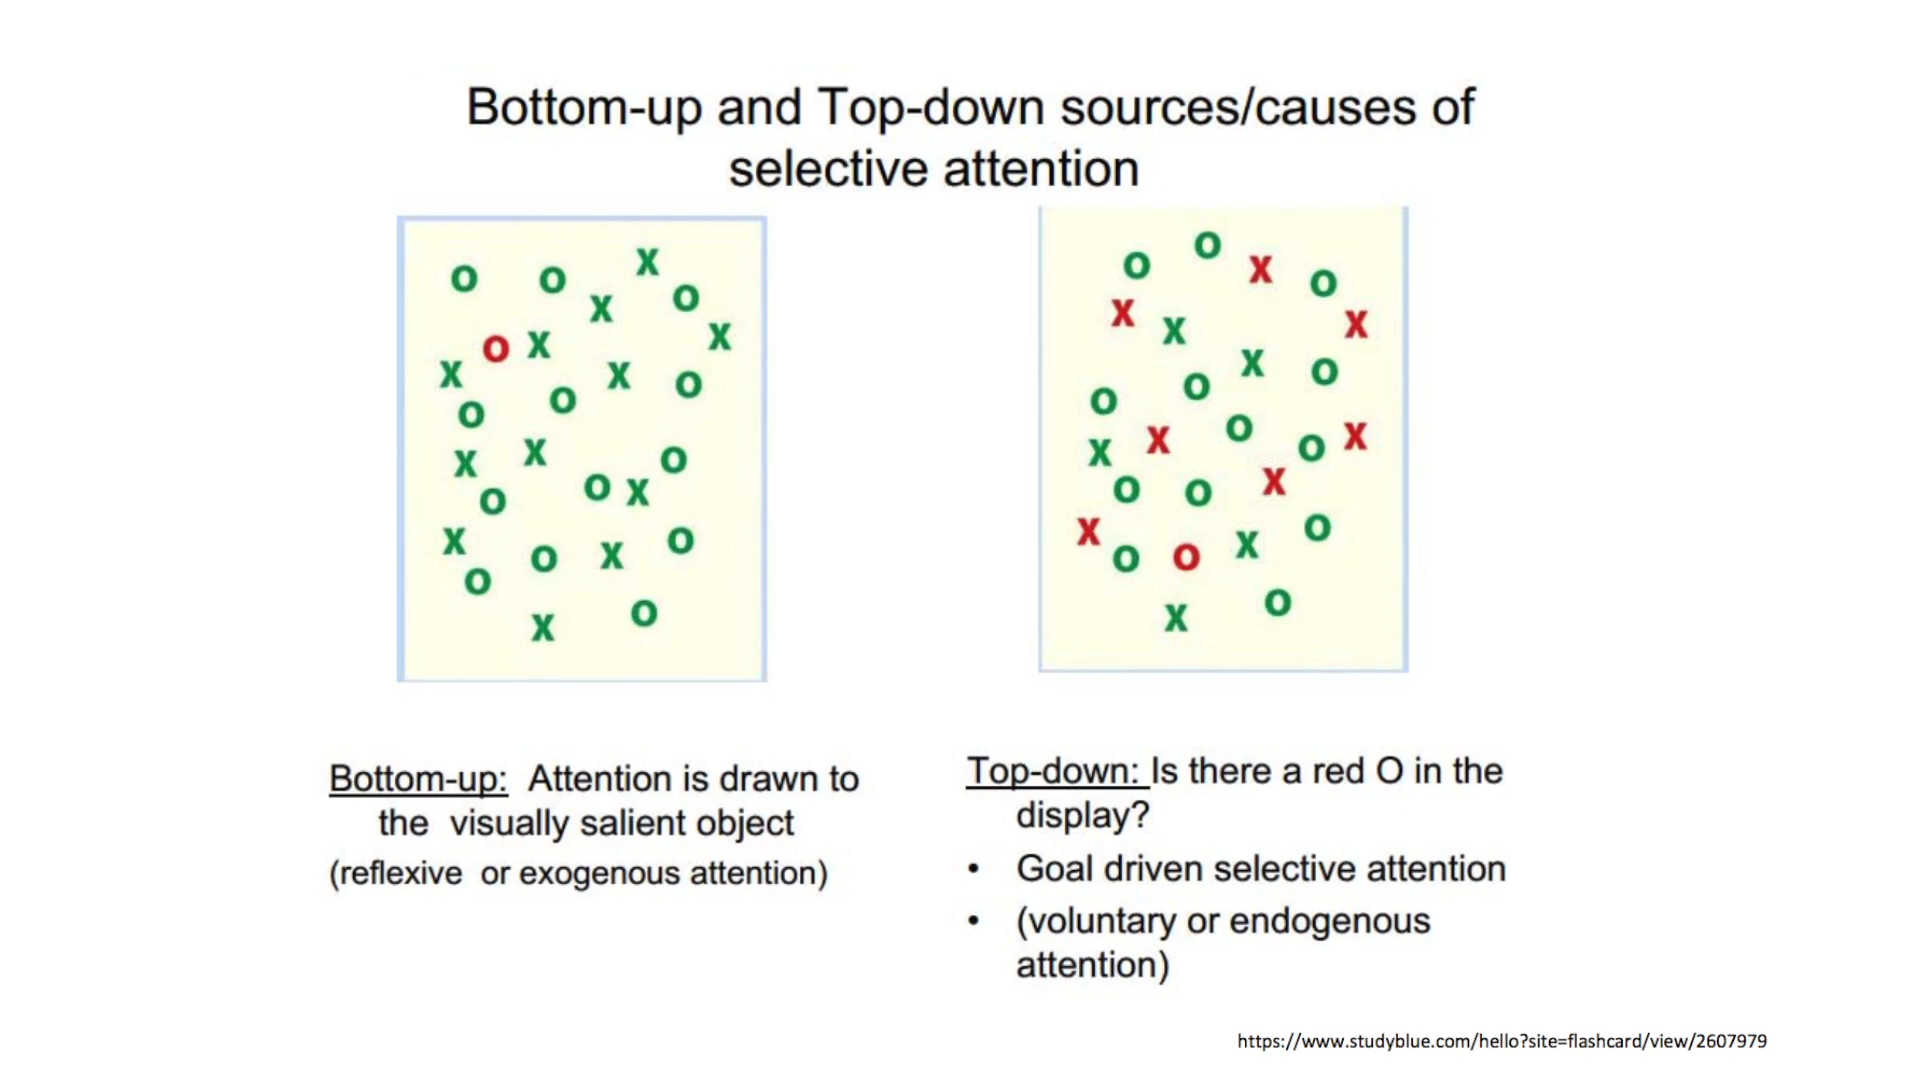 Bottom-up and Top-down sources/causes of
selective attention
o o x
x o
o x x
x x o
o o
x x o
o o x
x o x o
o
x o
o o x o
x x x
x o
o o
x x o x
o o x
x o
o o x x
o
x o
Bottom-up: Attention is drawn to
the visually salient object
(reflexive or exogenous attention)
Top-down: Is there a red O in the
display?
• Goal driven selective attention
• (voluntary or endogenous
attention)
https://www.studyblue.com/hello?site=flashcard/view/2607979